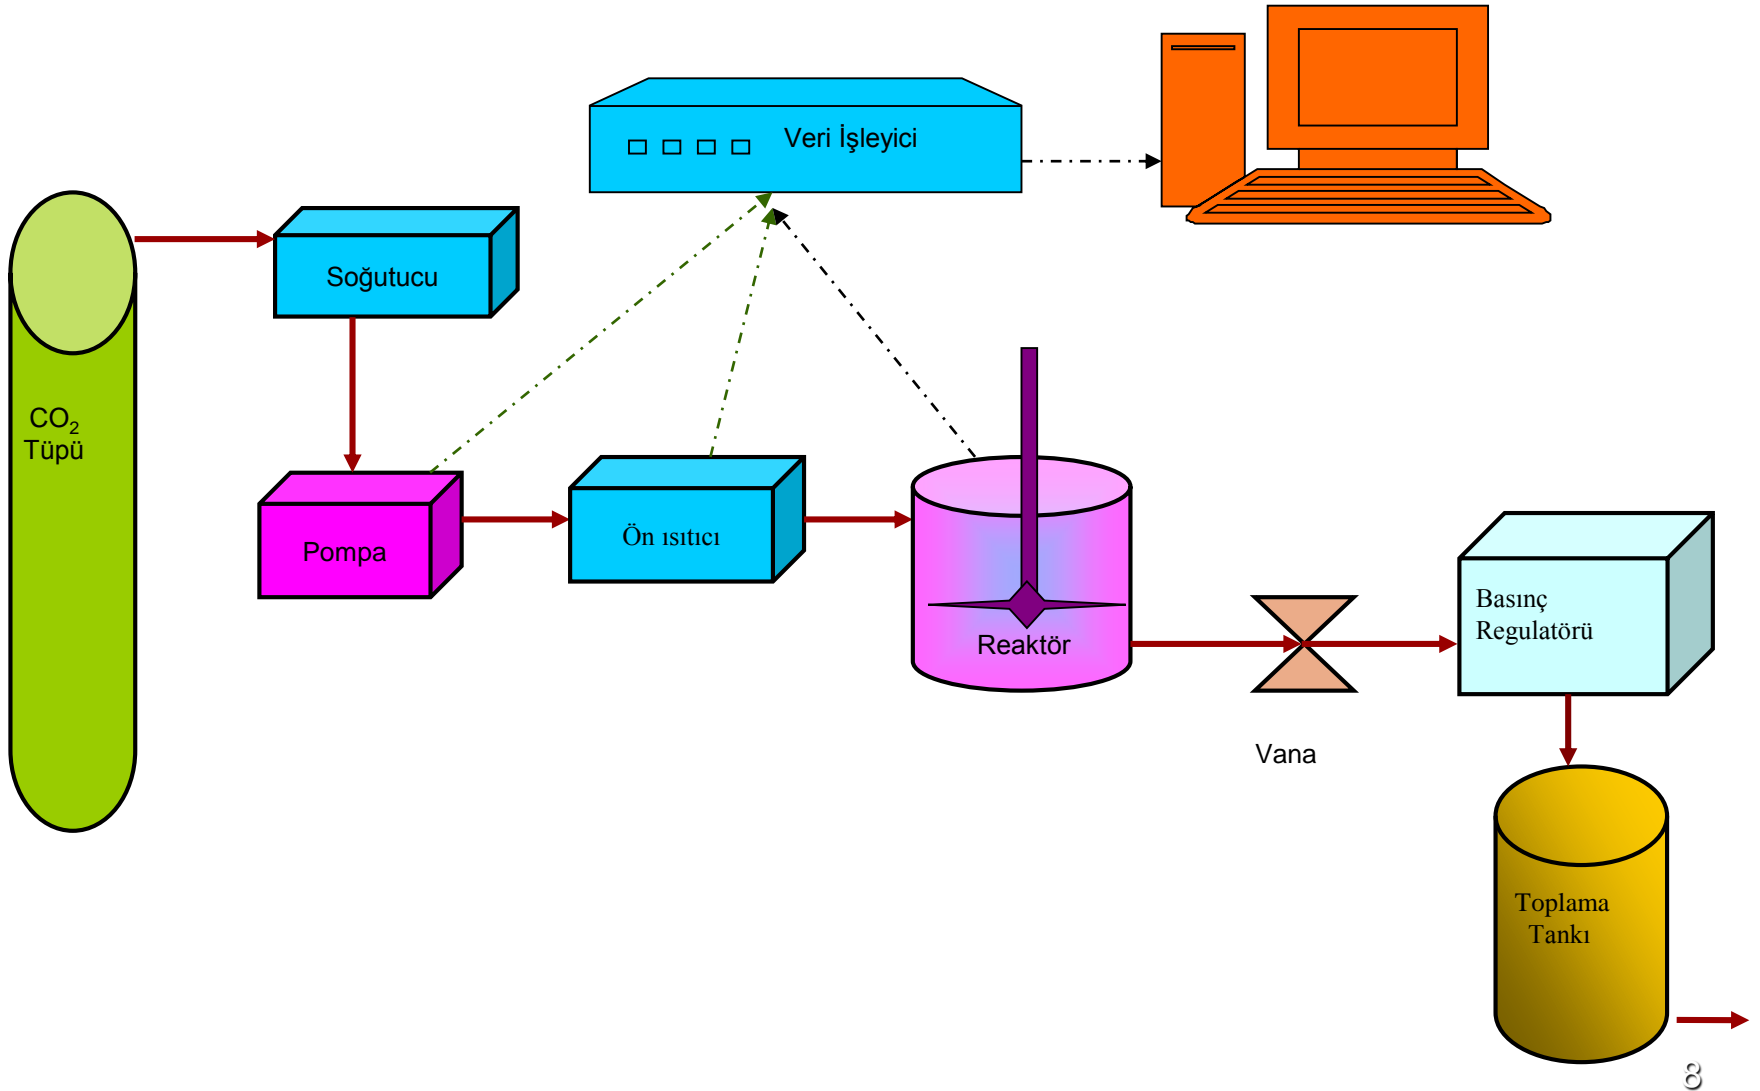 Veri İşleyici
Soğutucu
CO₂
Tüpü
Pompa
Ön ısıtıcı
Reaktör
Vana
Basınç
Regulatörü
Toplama
Tankı
8